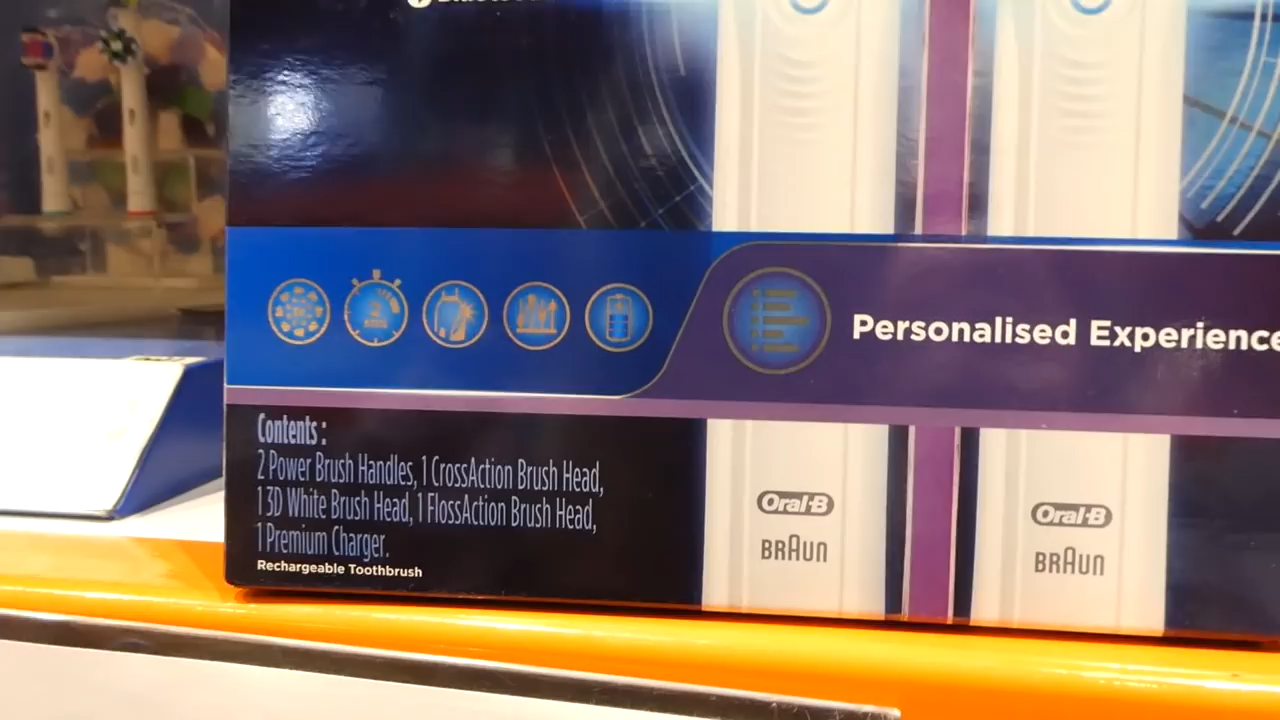 Personalised Experience
Contents :
2 Power Brush Handles, 1 CrossAction Brush Head,
1 3D White Brush Head, 1 FlossAction Brush Head,
1 Premium Charger.
Rechargeable Toothbrush
Oral-B
BRAUN
Oral-B
BRAUN